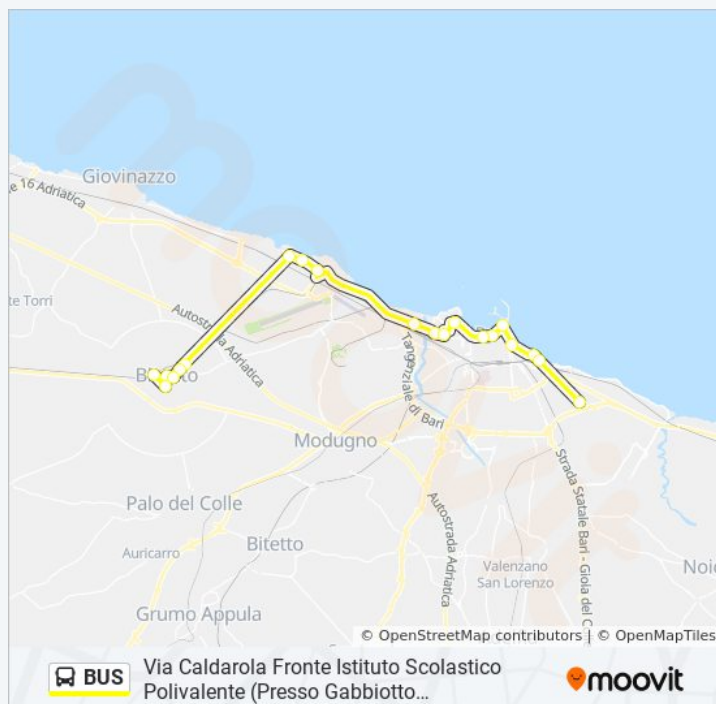 Giovinazzo
e 16 Adriatica
te Torri
Autostrada Adriatica
Tangenziale di Bari
Modugno
Palo del Colle
Auricarro
Bitetto
Autostrada Adriatica
Strada Statale Bari - Gioia del C
Valenzano
San Lorenzo
Noic
Grumo Appula
© OpenStreetMap contributors | © OpenMapTiles
BUS
Via Caldarola Fronte Istituto Scolastico
Polivalente (Presso Gabbiotto…
moovit